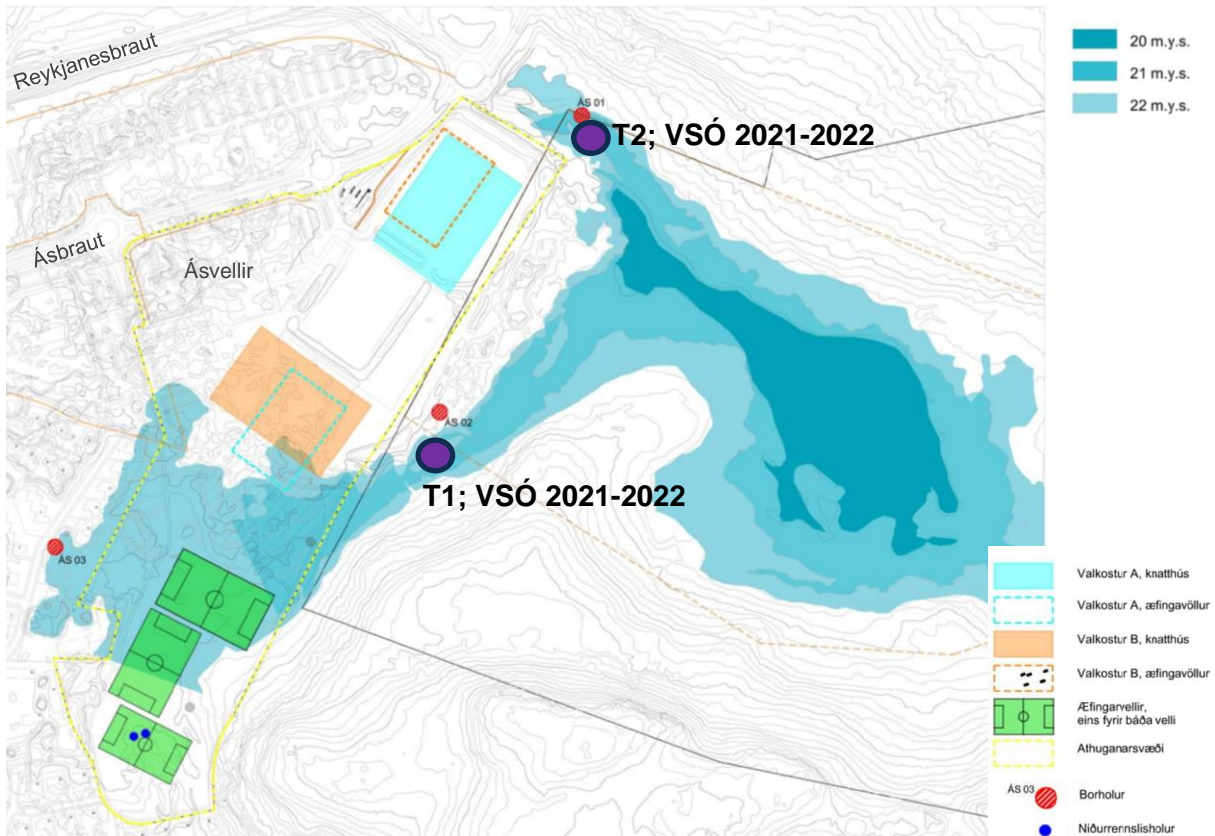 Reykjanesbraut
20 m.y.s.
21 m.y.s.
22 m.y.s.
ÁS 01
T2; VSÓ 2021-2022
Ásbraut
Ásvellir
ÁS 02
T1; VSÓ 2021-2022
ÁS 03
Valkostur A, knatthús
Valkostur A, æfingavöllur
Valkostur B, knatthús
Valkostur B, æfingavöllur
Æfingarvellir,
eins fyrir báða velli
Athuganarsvæði
ÁS 03
Borholur
Niðurrennslisholur